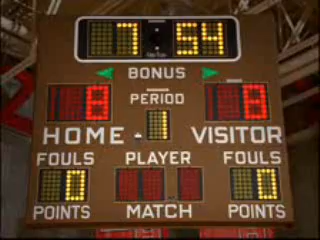 7 54
BONUS
8 PERIOD 8
HOME 1 VISITOR
FOULS PLAYER FOULS
0 0
POINTS MATCH POINTS